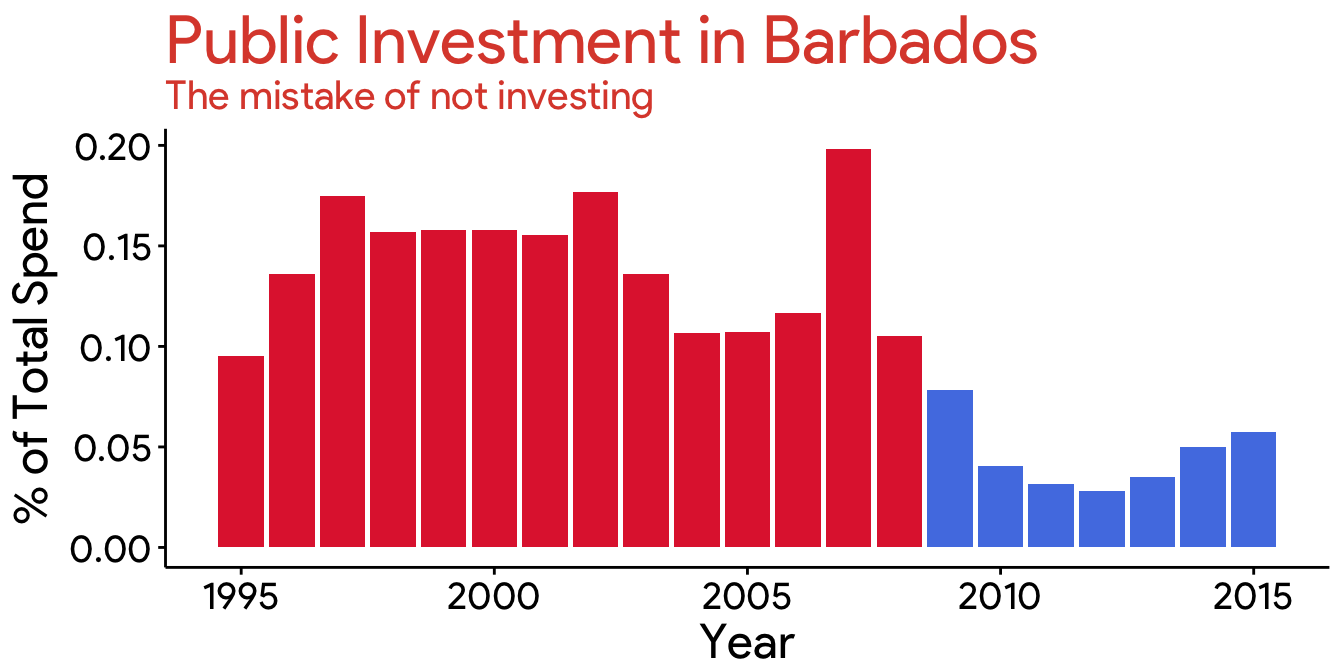 Public Investment in Barbados
The mistake of not investing
% of Total Spend
0.20
0.15
0.10
0.05
0.00
1995 2000 2005 2010 2015
Year